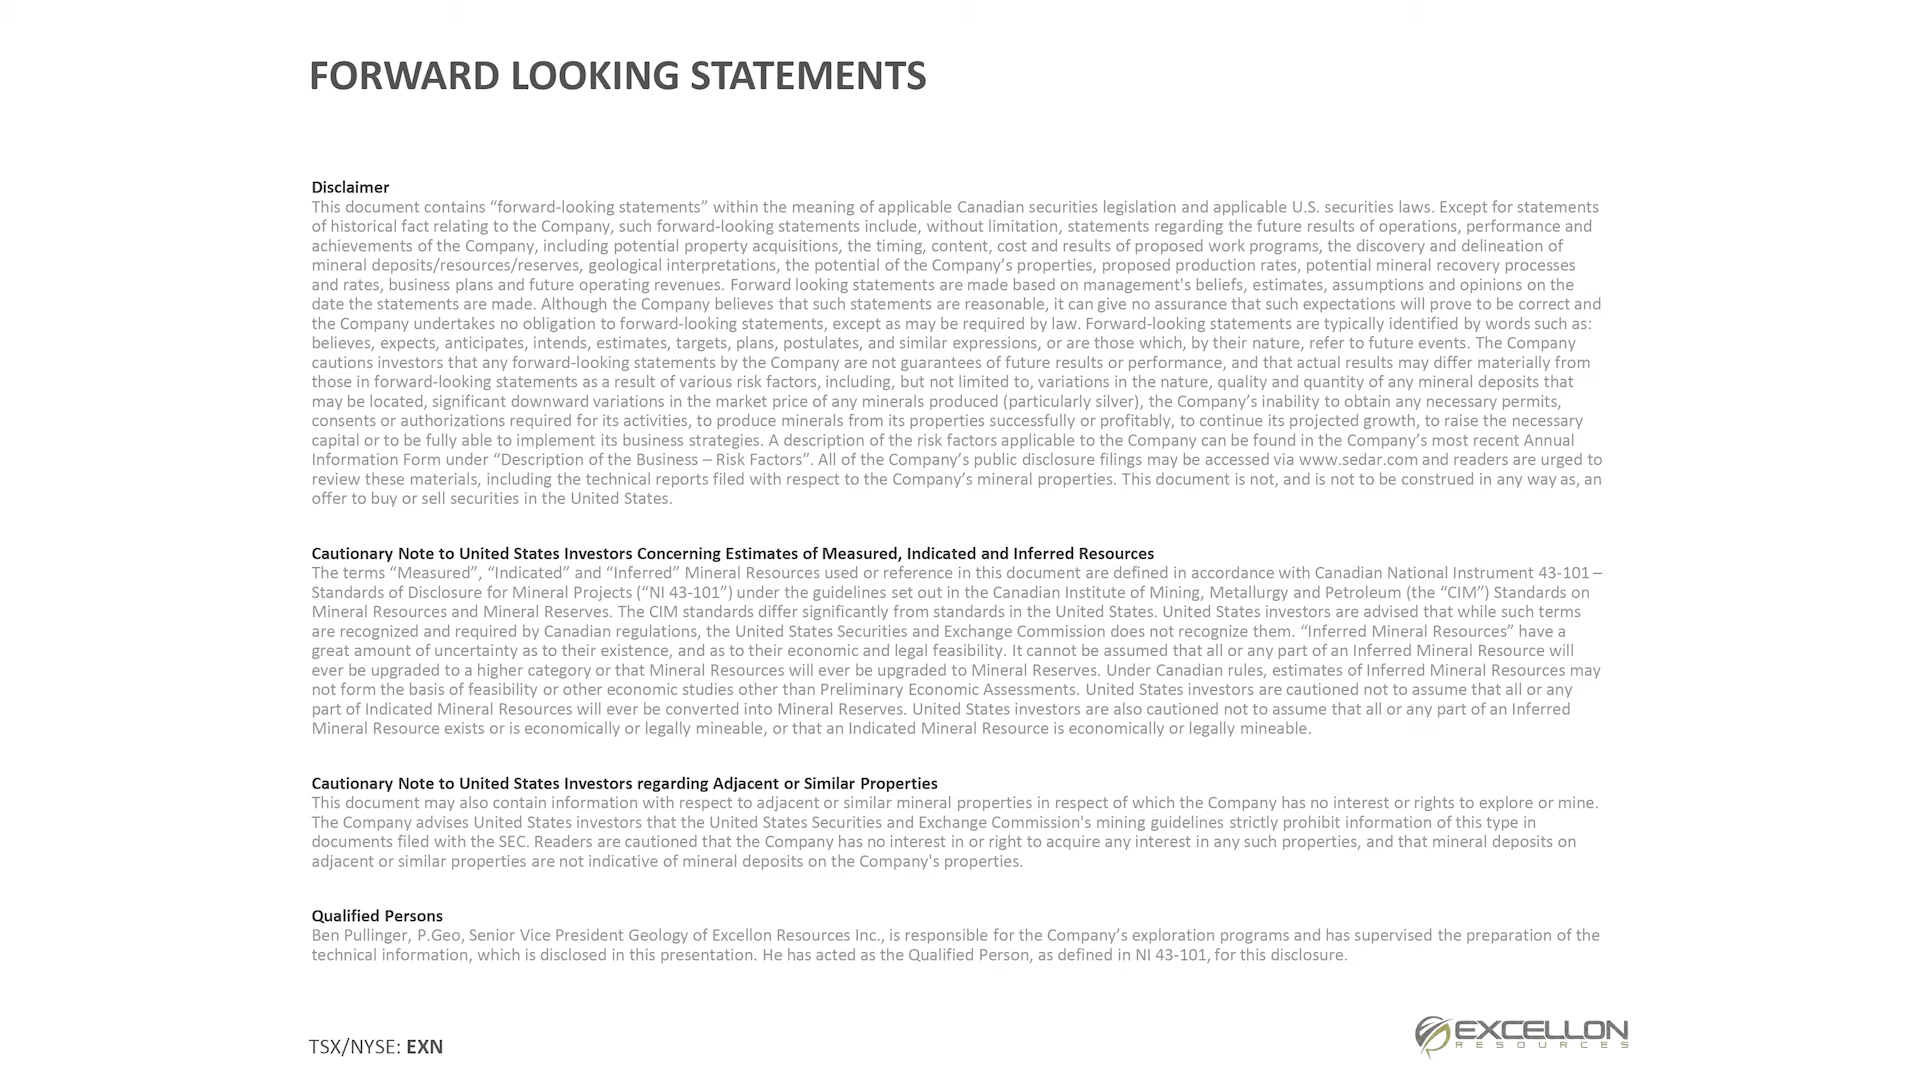 FORWARD LOOKING STATEMENTS
Disclaimer
This document contains “forward-looking statements” within the meaning of applicable Canadian securities legislation and applicable U.S. securities laws. Except for statements
of historical fact relating to the Company, such forward-looking statements include, without limitation, statements regarding the future results of operations, performance and
achievements of the Company, including potential property acquisitions, the timing, content, cost and results of proposed work programs, the discovery and delineation of
mineral deposits/resources/reserves, geological interpretations, the potential of the Company’s properties, proposed production rates, potential mineral recovery processes
and rates, business plans and future operating revenues. Forward looking statements are made based on management's beliefs, estimates, assumptions and opinions on the
date the statements are made. Although the Company believes that such statements are reasonable, it can give no assurance that such expectations will prove to be correct and
the Company undertakes no obligation to forward-looking statements, except as may be required by law. Forward-looking statements are typically identified by words such as:
believes, expects, anticipates, intends, estimates, targets, plans, postulates, and similar expressions, or are those which, by their nature, refer to future events. The Company
cautions investors that any forward-looking statements by the Company are not guarantees of future results or performance, and that actual results may differ materially from
those in forward-looking statements as a result of various risk factors, including, but not limited to, variations in the nature, quality and quantity of any mineral deposits that
may be located, significant downward variations in the market price of any minerals produced (particularly silver), the Company’s inability to obtain any necessary permits,
consents or authorizations required for its activities, to produce minerals from its properties successfully or profitably, to continue its projected growth, to raise the necessary
capital or to be fully able to implement its business strategies. A description of the risk factors applicable to the Company can be found in the Company’s most recent Annual
Information Form under “Description of the Business – Risk Factors”. All of the Company’s public disclosure filings may be accessed via www.sedar.com and readers are urged to
review these materials, including the technical reports filed with respect to the Company’s mineral properties. This document is not, and is not to be construed in any way as, an
offer to buy or sell securities in the United States.
Cautionary Note to United States Investors Concerning Estimates of Measured, Indicated and Inferred Resources
The terms “Measured”, “Indicated” and “Inferred” Mineral Resources used or reference in this document are defined in accordance with Canadian National Instrument 43-101 –
Standards of Disclosure for Mineral Projects (“NI 43-101”) under the guidelines set out in the Canadian Institute of Mining, Metallurgy and Petroleum (the “CIM”) Standards on
Mineral Resources and Mineral Reserves. The CIM standards differ significantly from standards in the United States. United States investors are advised that while such terms
are recognized and required by Canadian regulations, the United States Securities and Exchange Commission does not recognize them. “Inferred Mineral Resources” have a
great amount of uncertainty as to their existence, and as to their economic and legal feasibility. It cannot be assumed that all or any part of an Inferred Mineral Resource will
ever be upgraded to a higher category or that Mineral Resources will ever be upgraded to Mineral Reserves. Under Canadian rules, estimates of Inferred Mineral Resources may
not form the basis of feasibility or other economic studies other than Preliminary Economic Assessments. United States investors are cautioned not to assume that all or any
part of Indicated Mineral Resources will ever be converted into Mineral Reserves. United States investors are also cautioned not to assume that all or any part of an Inferred
Mineral Resource exists or is economically or legally mineable, or that an Indicated Mineral Resource is economically or legally mineable.
Cautionary Note to United States Investors regarding Adjacent or Similar Properties
This document may also contain information with respect to adjacent or similar mineral properties in respect of which the Company has no interest or rights to explore or mine.
The Company advises United States investors that the United States Securities and Exchange Commission's mining guidelines strictly prohibit information of this type in
documents filed with the SEC. Readers are cautioned that the Company has no interest in or right to acquire any interest in any such properties, and that mineral deposits on
adjacent or similar properties are not indicative of mineral deposits on the Company's properties.
Qualified Persons
Ben Pullinger, P.Geo, Senior Vice President Geology of Excellon Resources Inc., is responsible for the Company’s exploration programs and has supervised the preparation of the
technical information, which is disclosed in this presentation. He has acted as the Qualified Person, as defined in NI 43-101, for this disclosure.
TSX/NYSE: EXN
EXCELLON
RESOURCES